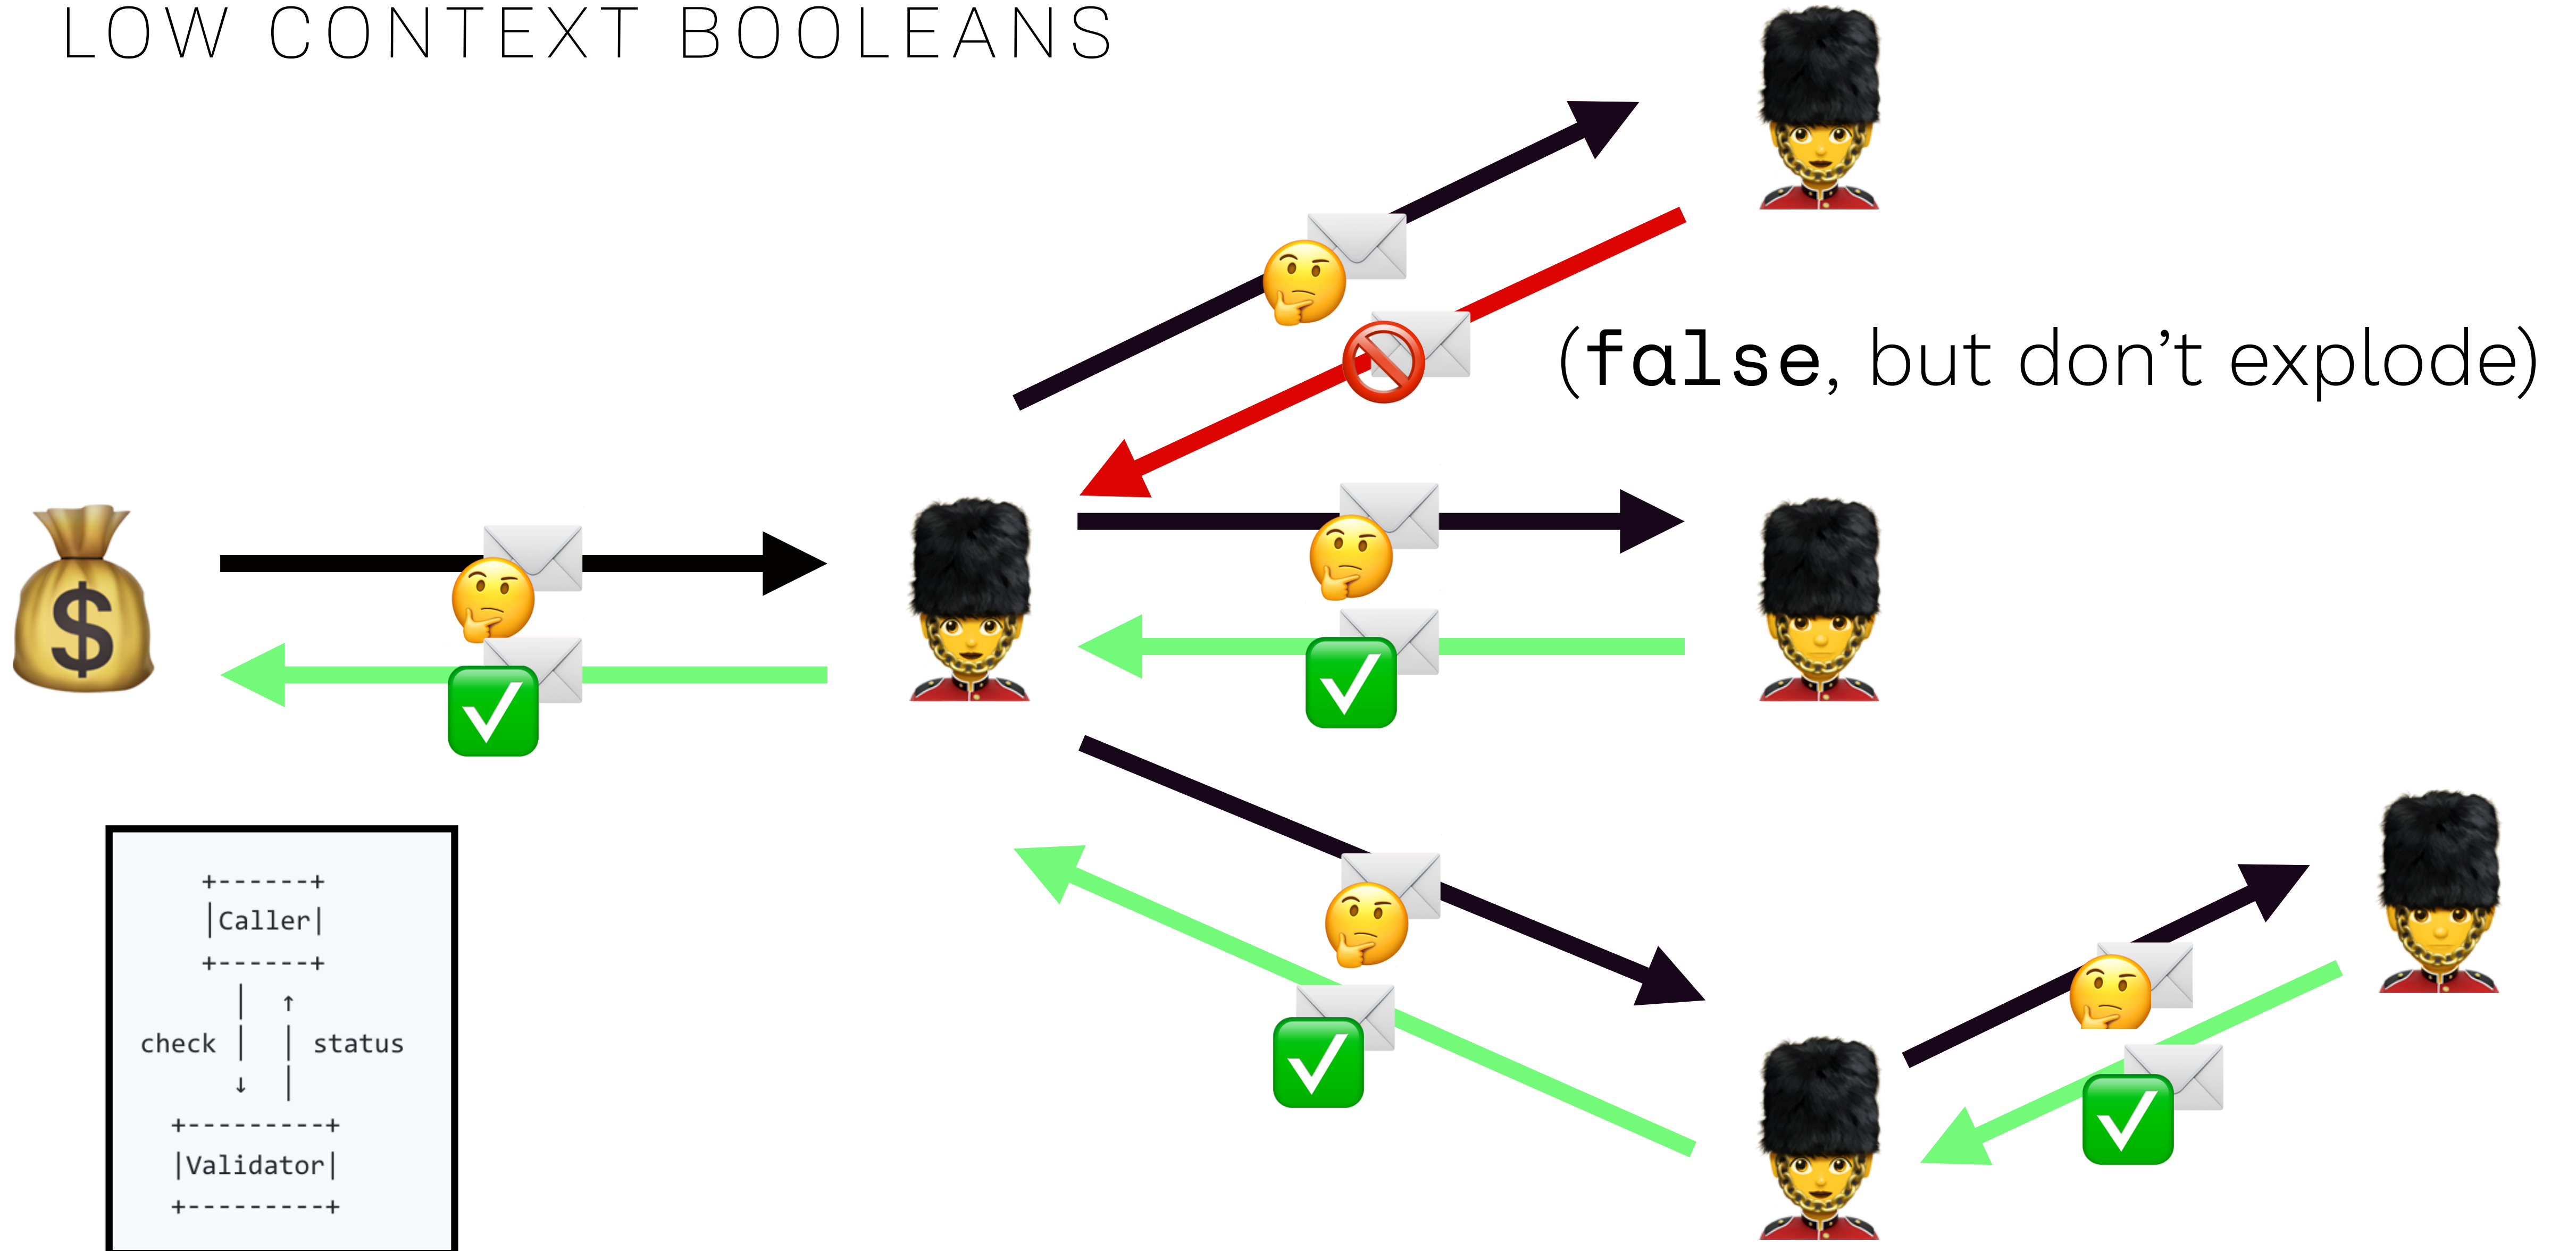 LOW CONTEXT BOOLEANS
(false, but don’t explode)
$
+------+
|Caller|
+------+
|   ↑
check |   | status
↓   |
+---------+
|Validator|
+---------+